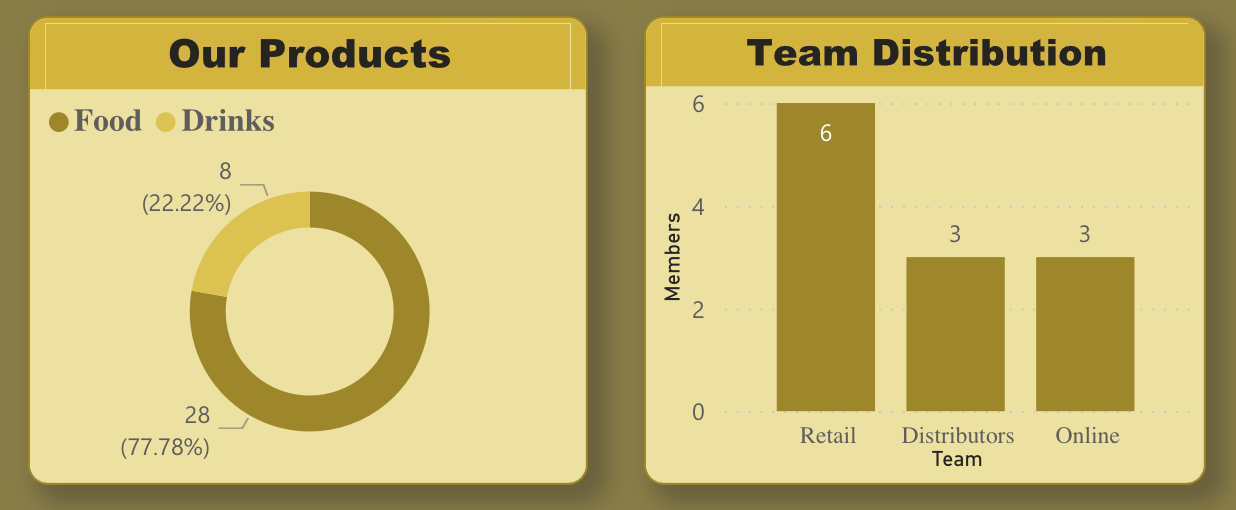 Our Products
Food Drinks
8
(22.22%)
28
(77.78%)
Team Distribution
Members
6
4
2
0
6
3
3
Retail Distributors Online
Team